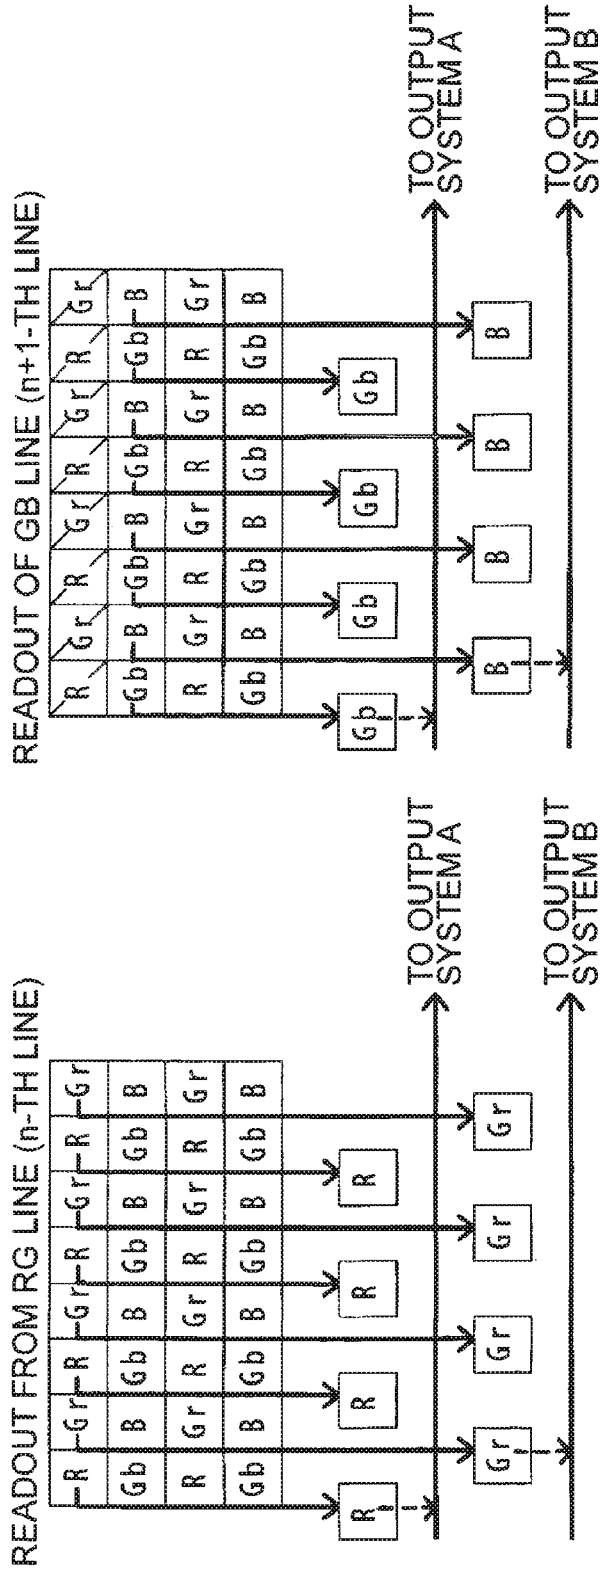 READOUT FROM RG LINE (n-TH LINE)
R Gr R Gr R Gr R Gr
Gb B Gb B Gb B Gb B
R Gr R Gr R Gr R Gr
Gb B Gb B Gb B Gb B
R R R R
TO OUTPUT
SYSTEM A
Gr Gr Gr Gr
TO OUTPUT
SYSTEM B
READOUT OF GB LINE (n+1-TH LINE)
R Gr R Gr R Gr R Gr
Gb B Gb B Gb B Gb B
R Gr R Gr R Gr R Gr
Gb B Gb B Gb B Gb B
Gb Gb Gb Gb
TO OUTPUT
SYSTEM A
B B B B
TO OUTPUT
SYSTEM B